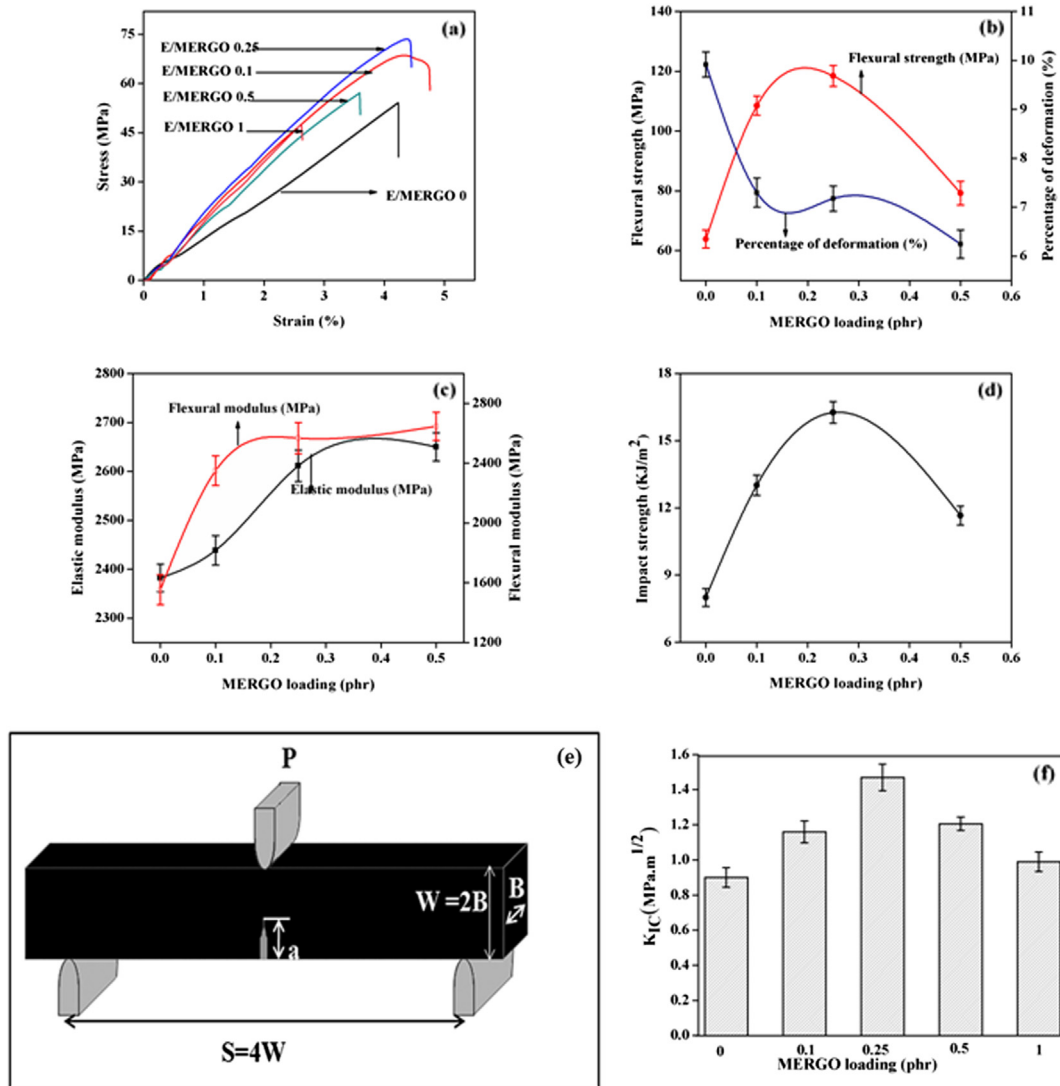 (a)
75
60
45
30
15
0
E/MERGO 0.25
E/MERGO 0.1
E/MERGO 0.5
E/MERGO 1
E/MERGO 0
Stress (MPa)
0 1 2 3 4 5
Strain (%)
(b)
140
120
100
80
60
Flexural strength (MPa)
Flexural strength (MPa)
Percentage of deformation (%)
11
10
9
8
7
6
Percentage of deformation (%)
0.0 0.1 0.2 0.3 0.4 0.5 0.6
MERGO loading (phr)
(c)
2800
2700
2600
2500
2400
2300
Elastic modulus (MPa)
Flexural modulus (MPa)
Elastic modulus (MPa)
2800
2400
2000
1600
1200
Flexural modulus (MPa)
0.0 0.1 0.2 0.3 0.4 0.5
MERGO loading (phr)
(d)
18
15
12
9
6
Impact strength (KJ/m²)
0.0 0.1 0.2 0.3 0.4 0.5 0.6
MERGO loading (phr)
(e)
P
W =2B
B
a
S=4W
(f)
1.6
1.4
1.2
1.0
0.8
0.6
0.4
0.2
0.0
K_IC (MPa.m^1/2)
0 0.1 0.25 0.5 1
MERGO loading (phr)